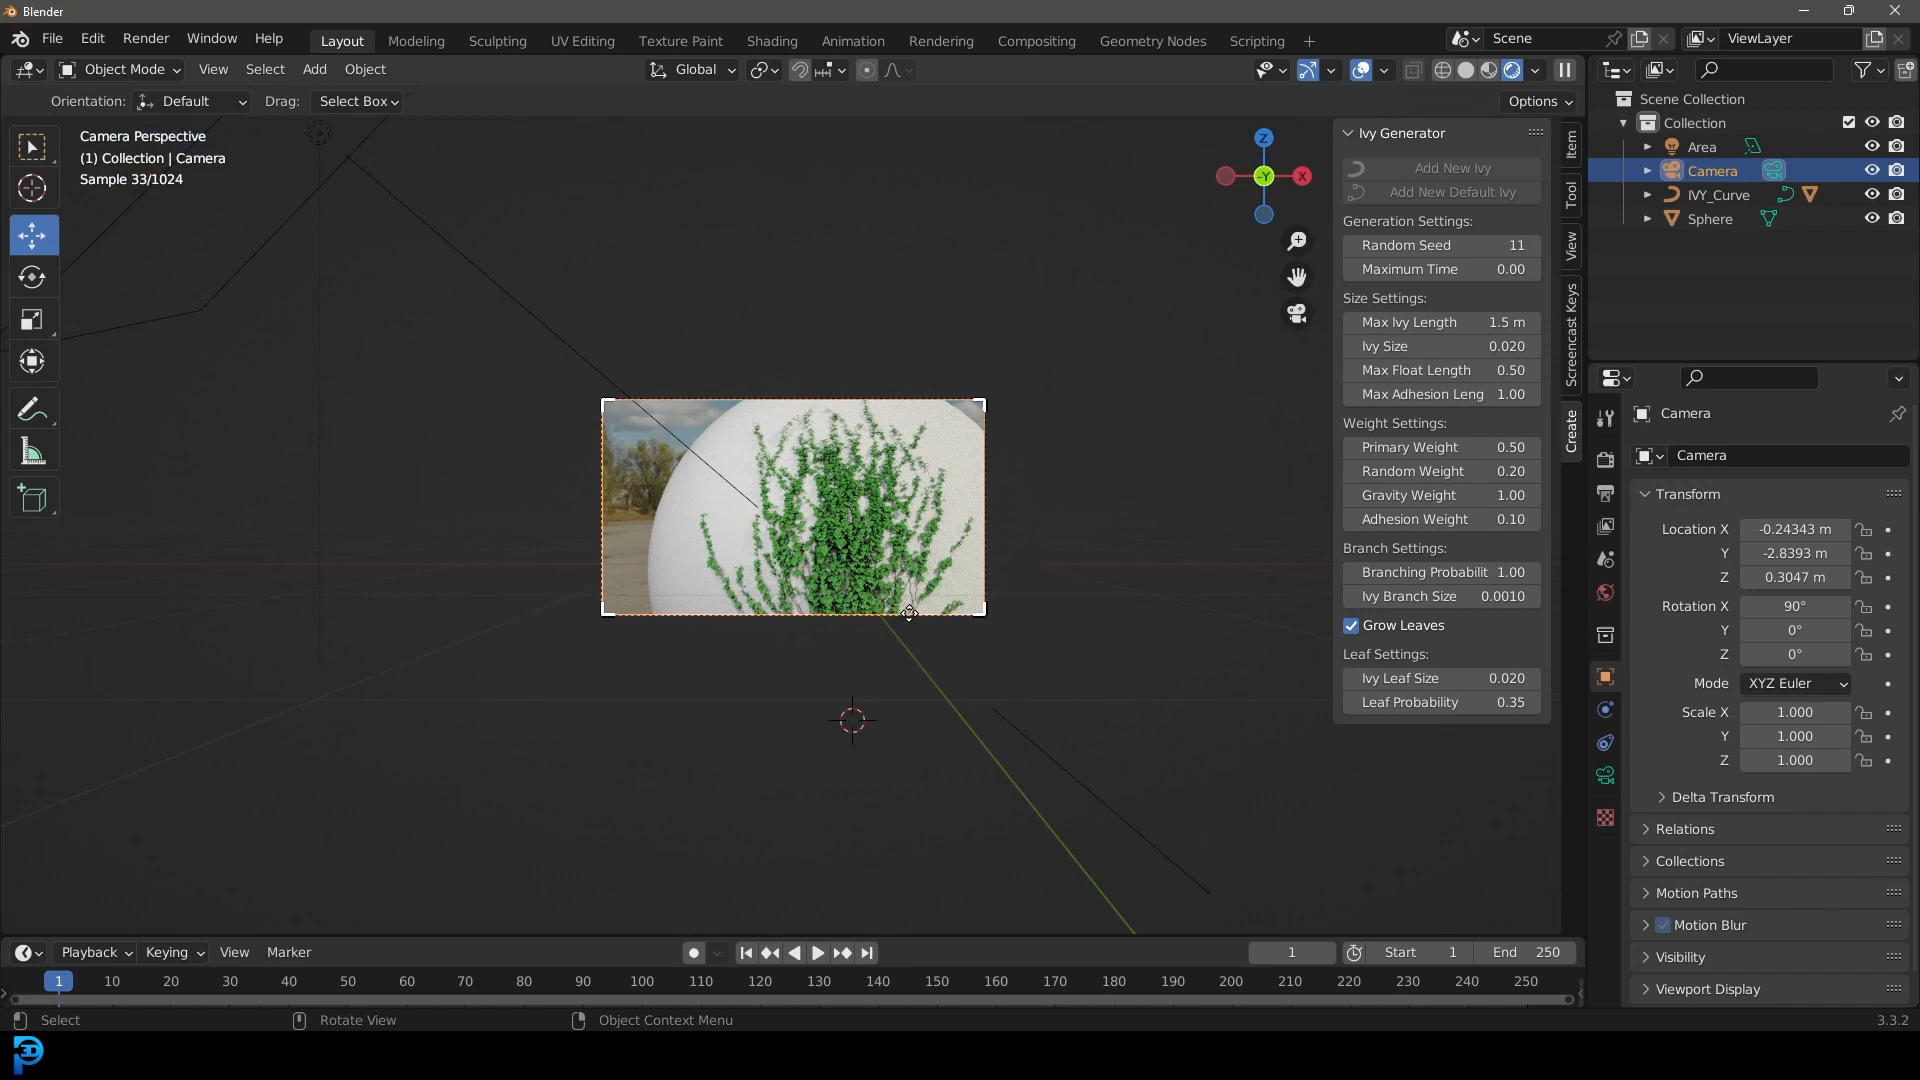 Blender
File Edit Render Window Help Layout Modeling Sculpting UV Editing Texture Paint Shading Animation Rendering Compositing Geometry Nodes Scripting + Scene ViewLayer
Object Mode View Select Add Object Global
Orientation: Default Drag: Select Box Options
Camera Perspective
(1) Collection | Camera
Sample 33/1024
Z
-Y
X
Ivy Generator
Add New Ivy
Add New Default Ivy
Generation Settings:
Random Seed 11
Maximum Time 0.00
Size Settings:
Max Ivy Length 1.5 m
Ivy Size 0.020
Max Float Length 0.50
Max Adhesion Leng 1.00
Weight Settings:
Primary Weight 0.50
Random Weight 0.20
Gravity Weight 1.00
Adhesion Weight 0.10
Branch Settings:
Branching Probabilit 1.00
Ivy Branch Size 0.0010
Grow Leaves
Leaf Settings:
Ivy Leaf Size 0.020
Leaf Probability 0.35
Item
Tool
View
Screencast Keys
Create
Scene Collection
Collection
Area
Camera
IVY_Curve
Sphere
Camera
Camera
Transform
Location X -0.24343 m
Y -2.8393 m
Z 0.3047 m
Rotation X 90°
Y 0°
Z 0°
Mode XYZ Euler
Scale X 1.000
Y 1.000
Z 1.000
Delta Transform
Relations
Collections
Motion Paths
Motion Blur
Visibility
Viewport Display
Playback Keying View Marker 1 Start 1 End 250
1 10 20 30 40 50 60 70 80 90 100 110 120 130 140 150 160 170 180 190 200 210 220 230 240 250
Select Rotate View Object Context Menu 3.3.2
3D